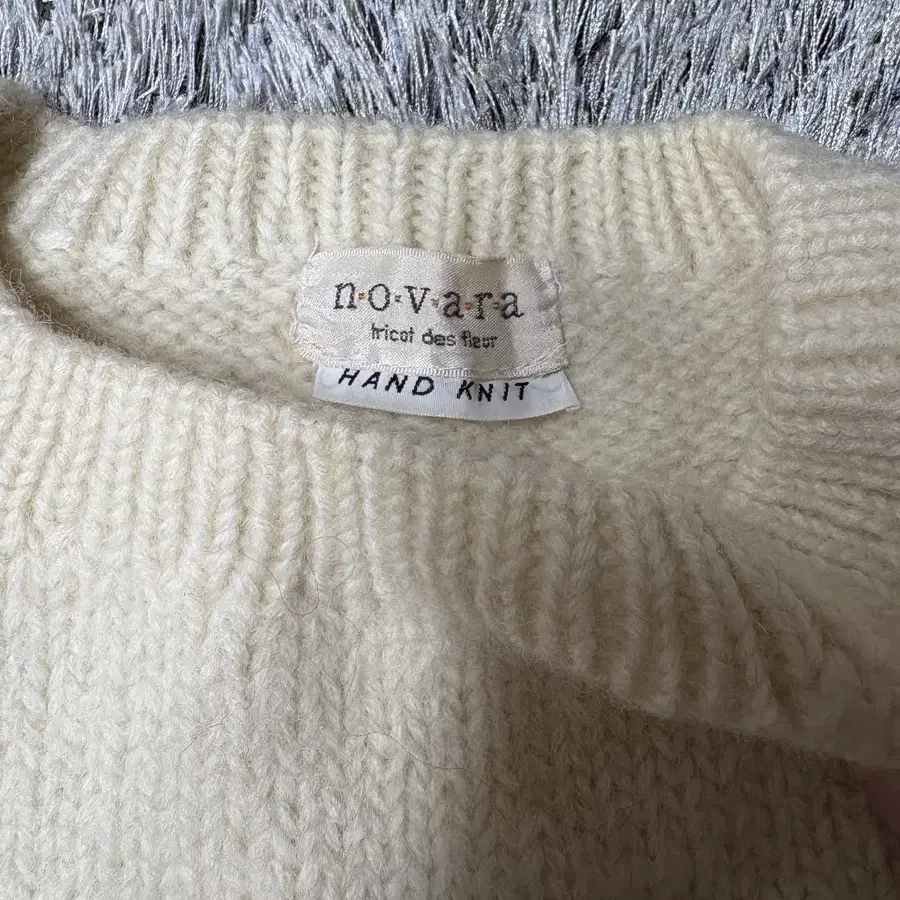 n·o·v·a·r·a
tricot des fleur
HAND KNIT